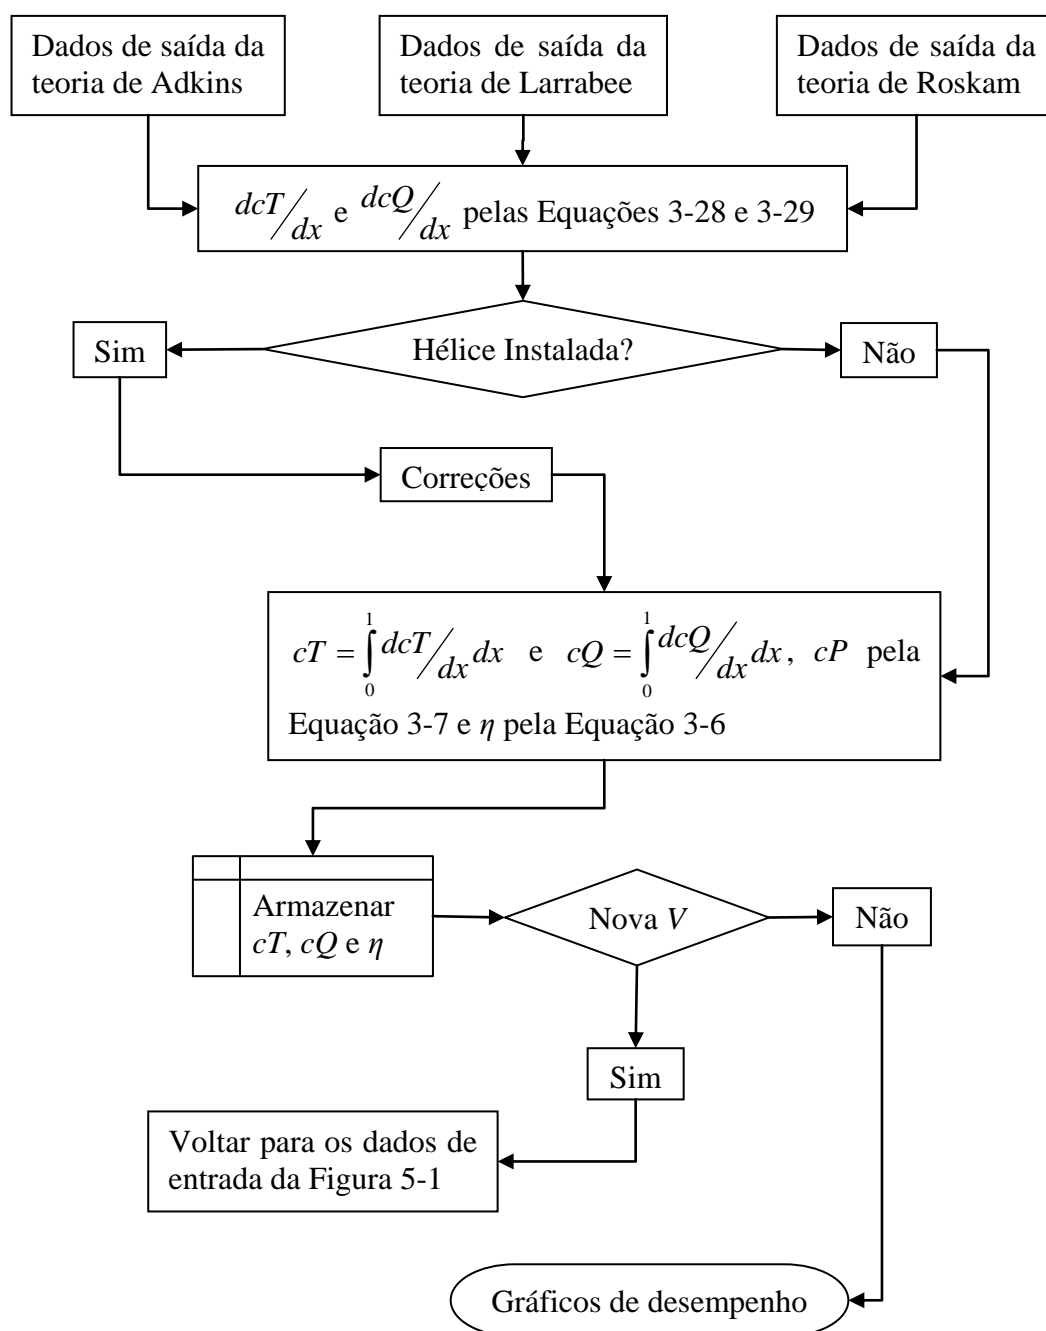 Dados de saída da
teoria de Adkins
Dados de saída da
teoria de Larrabee
Dados de saída da
teoria de Roskam
dcT/dx e dcQ/dx pelas Equações 3-28 e 3-29
Sim
Hélice Instalada?
Não
Correções
cT = ∫₀¹ dcT/dx dx e cQ = ∫₀¹ dcQ/dx dx, cP pela
Equação 3-7 e η pela Equação 3-6
Armazenar
cT, cQ e η
Nova V
Não
Sim
Voltar para os dados de
entrada da Figura 5-1
Gráficos de desempenho